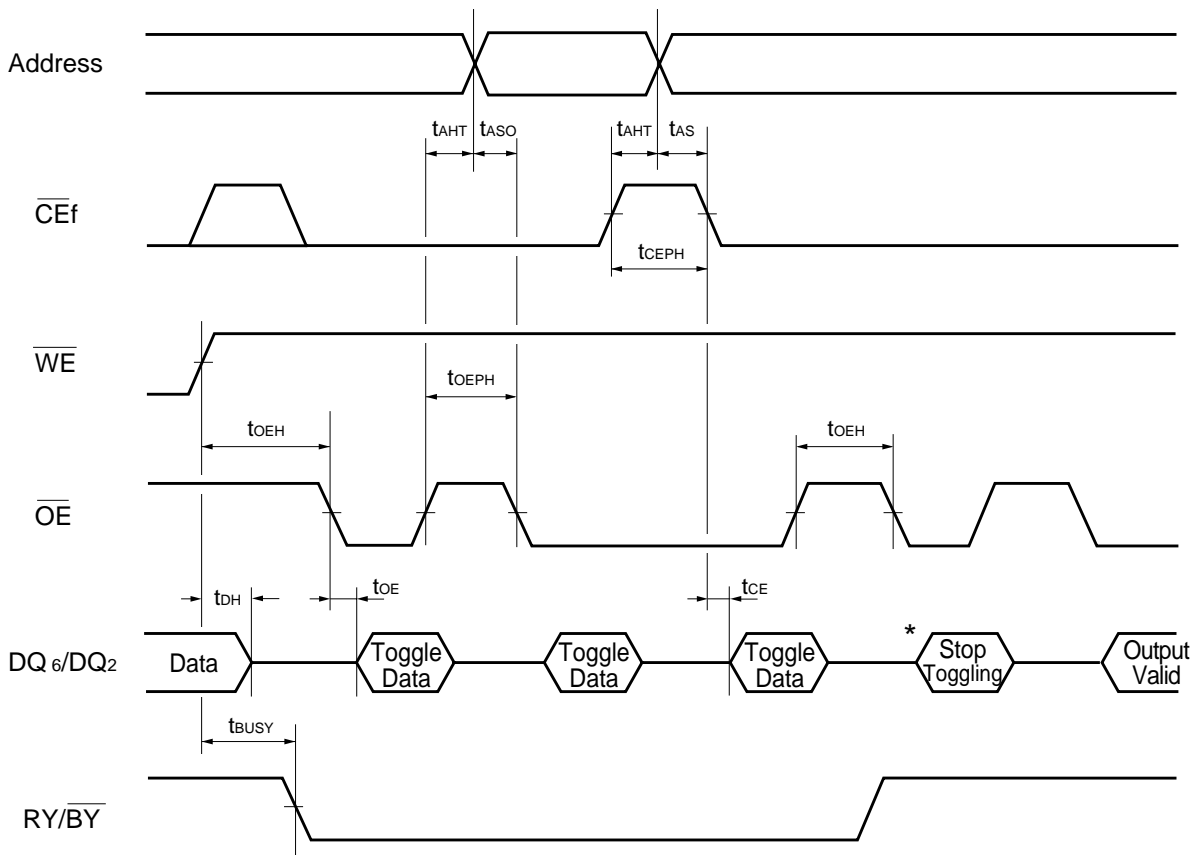 Address
tAHT tASO tAHT tAS
CEf
tCEPH
WE
tOEPH
tOEH tOEH
OE
tDH tOE tCE
DQ6/DQ2 Data Toggle Data Toggle Data Toggle Data * Stop Toggling Output Valid
tBUSY
RY/BY